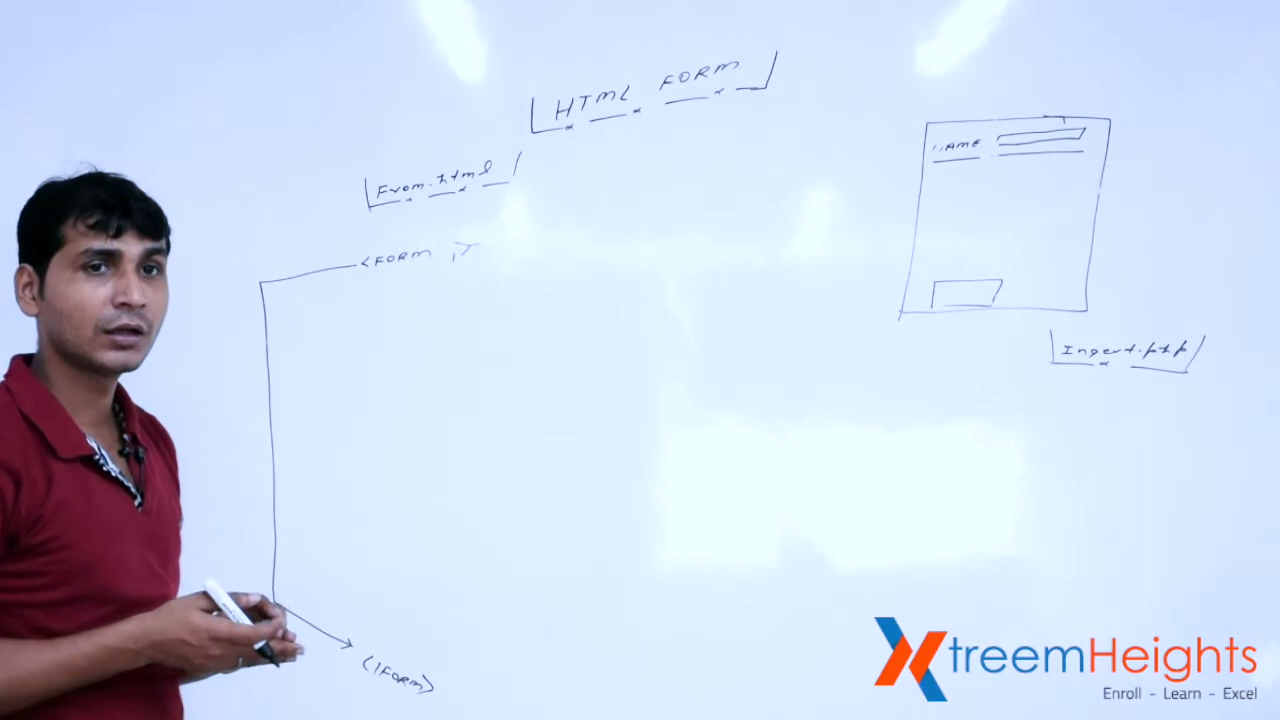 HTML FORM
From.html
<FORM >
</FORM>
NAME
Insert.php
XtreemHeights
Enroll - Learn - Excel